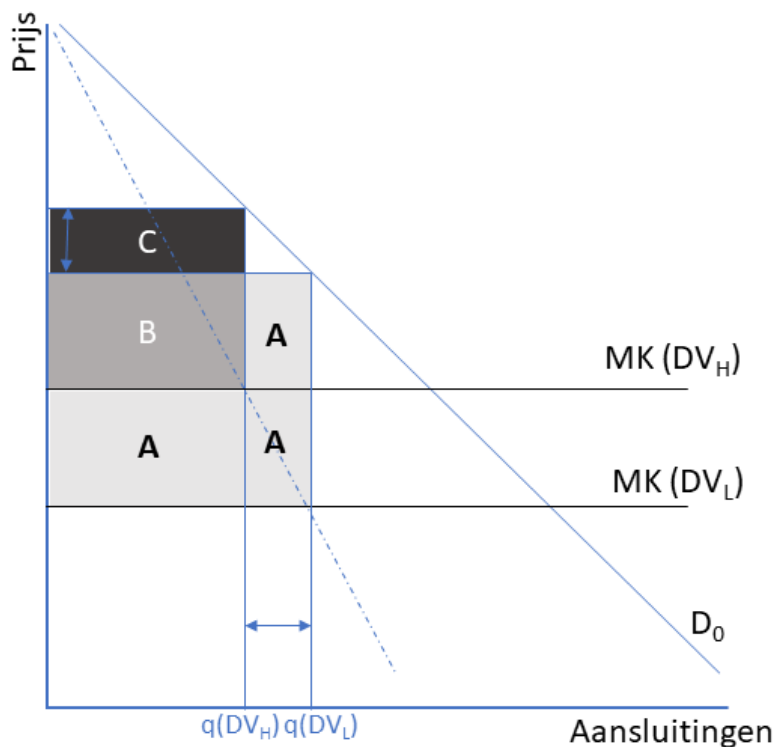 Prijs
C
B
A
MK (DV_H)
A
A
MK (DV_L)
D_0
q(DV_H) q(DV_L)
Aansluitingen